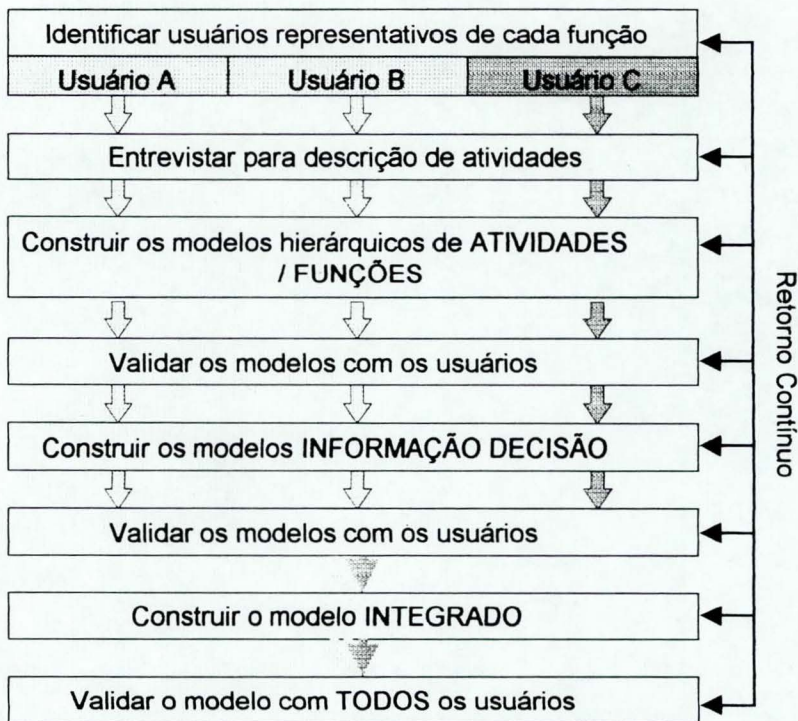 Identificar usuários representativos de cada função
Usuário A
Usuário B
Usuário C
Entrevistar para descrição de atividades
Construir os modelos hierárquicos de ATIVIDADES
/ FUNÇÕES
Validar os modelos com os usuários
Construir os modelos INFORMAÇÃO DECISÃO
Validar os modelos com os usuários
Construir o modelo INTEGRADO
Validar o modelo com TODOS os usuários
Retorno Contínuo